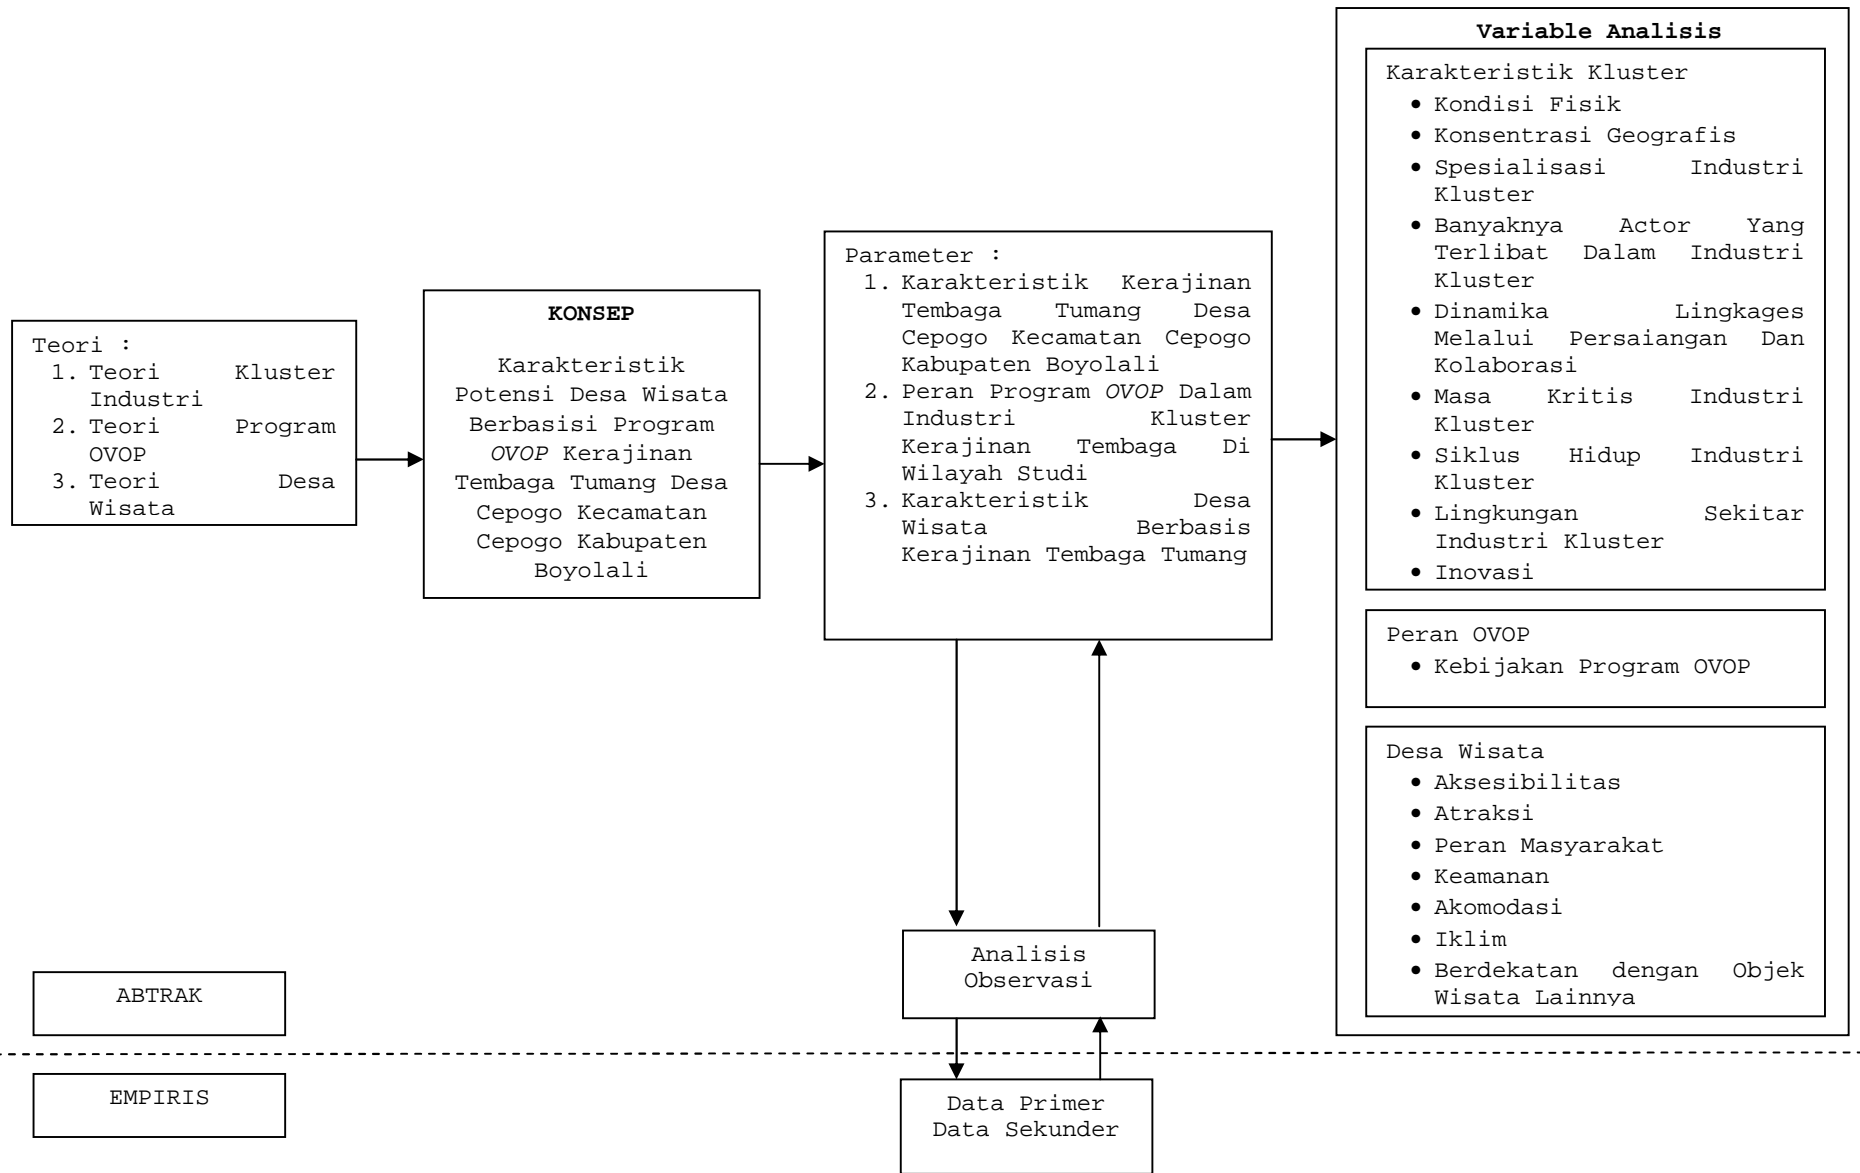 Teori :
1. Teori Kluster
Industri
2. Teori Program
OVOP
3. Teori Desa
Wisata
KONSEP
Karakteristik
Potensi Desa Wisata
Berbasisi Program
OVOP Kerajinan
Tembaga Tumang Desa
Cepogo Kecamatan
Cepogo Kabupaten
Boyolali
Parameter :
1. Karakteristik Kerajinan
Tembaga Tumang Desa
Cepogo Kecamatan Cepogo
Kabupaten Boyolali
2. Peran Program OVOP Dalam
Industri Kluster
Kerajinan Tembaga Di
Wilayah Studi
3. Karakteristik Desa
Wisata Berbasis
Kerajinan Tembaga Tumang
Variable Analisis
Karakteristik Kluster
• Kondisi Fisik
• Konsentrasi Geografis
• Spesialisasi Industri
Kluster
• Banyaknya Actor Yang
Terlibat Dalam Industri
Kluster
• Dinamika Lingkages
Melalui Persaiangan Dan
Kolaborasi
• Masa Kritis Industri
Kluster
• Siklus Hidup Industri
Kluster
• Lingkungan Sekitar
Industri Kluster
• Inovasi
Peran OVOP
• Kebijakan Program OVOP
Desa Wisata
• Aksesibilitas
• Atraksi
• Peran Masyarakat
• Keamanan
• Akomodasi
• Iklim
• Berdekatan dengan Objek
Wisata Lainnya
Analisis
Observasi
ABTRAK
EMPIRIS
Data Primer
Data Sekunder